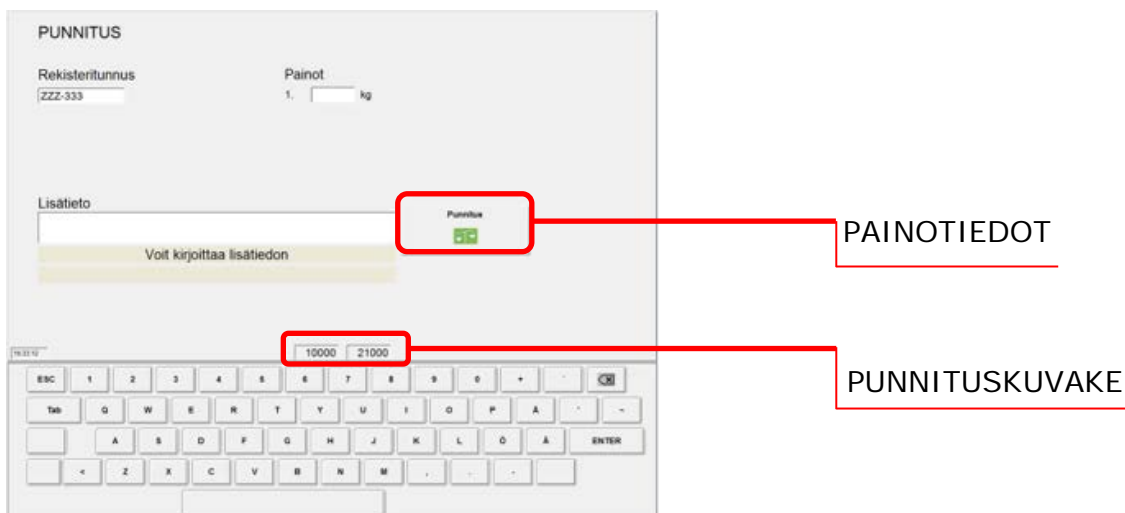 PUNNITUS
Rekisteritunnus Painot
ZZZ-333 1. kg
Lisätieto
Punnitus
PAINOTIEDOT
Voit kirjoittaa lisätiedon
10000 21000
PUNNITUSKUVAKE
ESC 1 2 3 4 5 6 7 8 9 0 +
Tab Q W E R T Y U I O P Å
A S D F G H J K L Ö Ä ENTER
< Z X C V B N M , . -